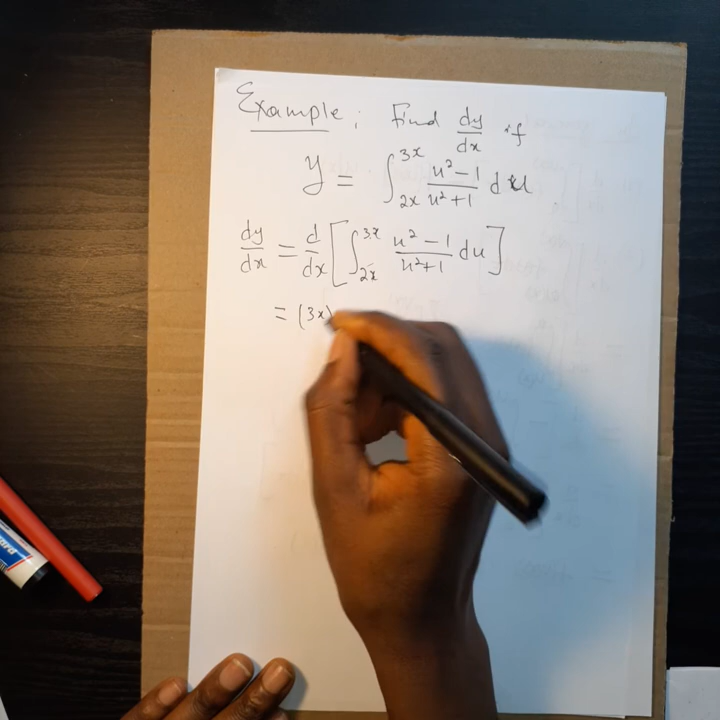 Example; Find dy/dx if
y = ∫_{2x}^{3x} (u² - 1)/(u² + 1) du
dy/dx = d/dx [∫_{2x}^{3x} (u² - 1)/(u² + 1) du]
= (3x)